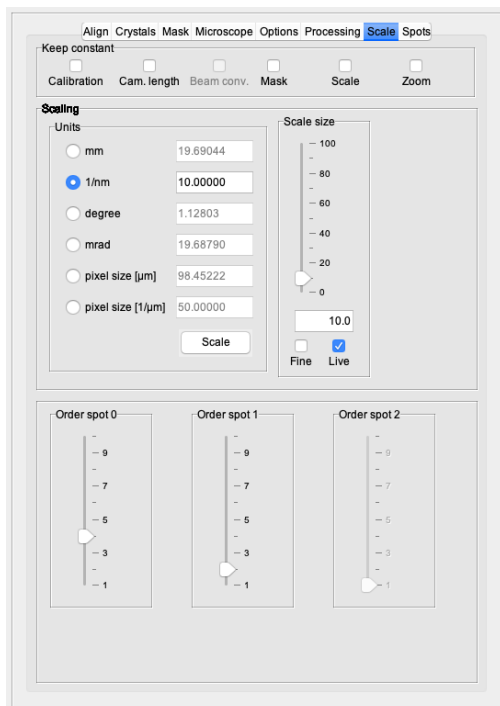 Align Crystals Mask Microscope Options Processing Scale Spots
Keep constant
Calibration Cam. length Beam conv. Mask Scale Zoom
Scaling
Units
Scale size
mm 19.69044
1/nm 10.00000
degree 1.12803
mrad 19.68790
pixel size [µm] 98.45222
pixel size [1/µm] 50.00000
Scale
100
80
60
40
20
0
10.0
Fine Live
Order spot 0 Order spot 1 Order spot 2
9 9 9
7 7 7
5 5 5
3 3 3
1 1 1